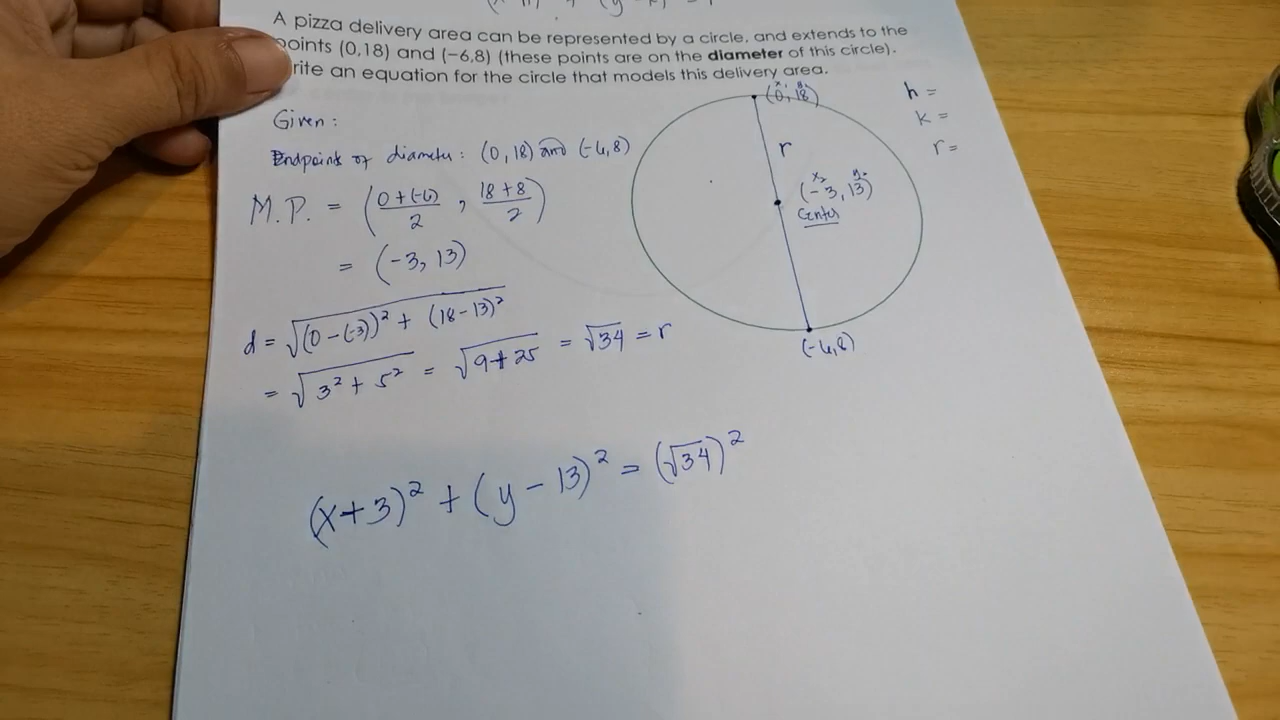 A pizza delivery area can be represented by a circle, and extends to the
points (0,18) and (−6,8) (these points are on the diameter of this circle).
rite an equation for the circle that models this delivery area.
Given:
Endpoints of diameter: (0, 18) and (-6, 8)
M.P. = (0+(-6)/2 , 18+8/2)
= (-3, 13)
d = √(0-(-3))² + (18-13)²
= √3² + 5² = √9+25 = √34 = r
(x+3)² + (y - 13)² = (√34)²
(0, 18)
r
x₂ y₂
(-3, 13)
Center
(-6, 8)
h =
k =
r =